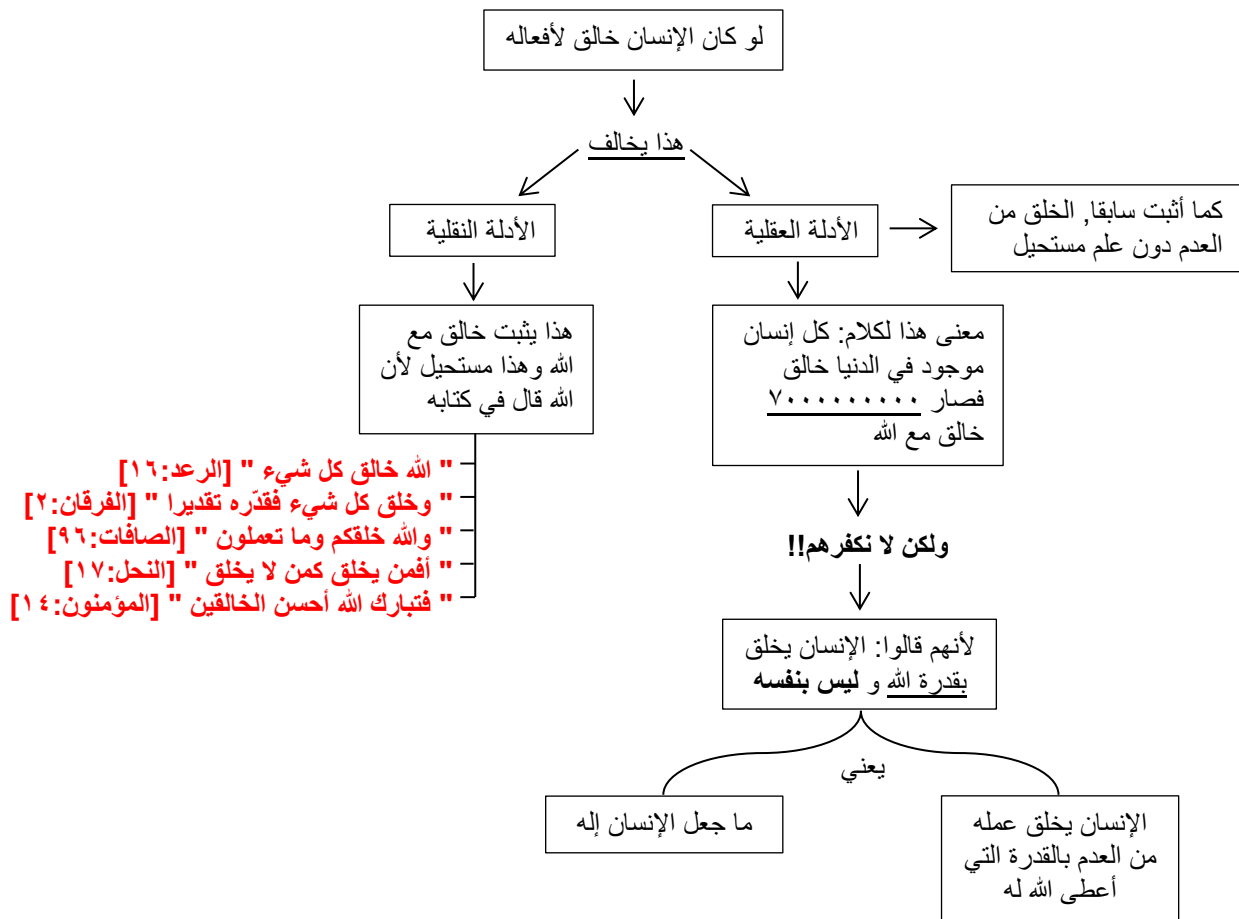 لو كان الإنسان خالق لأفعاله
هذا يخالف
الأدلة العقلية
كما أثبت سابقا, الخلق من
العدم دون علم مستحيل
معنى هذا لكلام: كل إنسان
موجود في الدنيا خالق
فصار ٧٠٠٠٠٠٠٠٠٠
خالق مع الله
ولكن لا نكفرهم!!
لأنهم قالوا: الإنسان يخلق
بقدرة الله و ليس بنفسه
يعني
الإنسان يخلق عمله
من العدم بالقدرة التي
أعطى الله له
ما جعل الإنسان إله
الأدلة النقلية
هذا يثبت خالق مع
الله وهذا مستحيل لأن
الله قال في كتابه
" الله خالق كل شيء " [الرعد:١٦]
" وخلق كل شيء فقدّره تقديرا " [الفرقان:٢]
" والله خلقكم وما تعملون " [الصافات:٩٦]
" أفمن يخلق كمن لا يخلق " [النحل:١٧]
" فتبارك الله أحسن الخالقين " [المؤمنون:١٤]